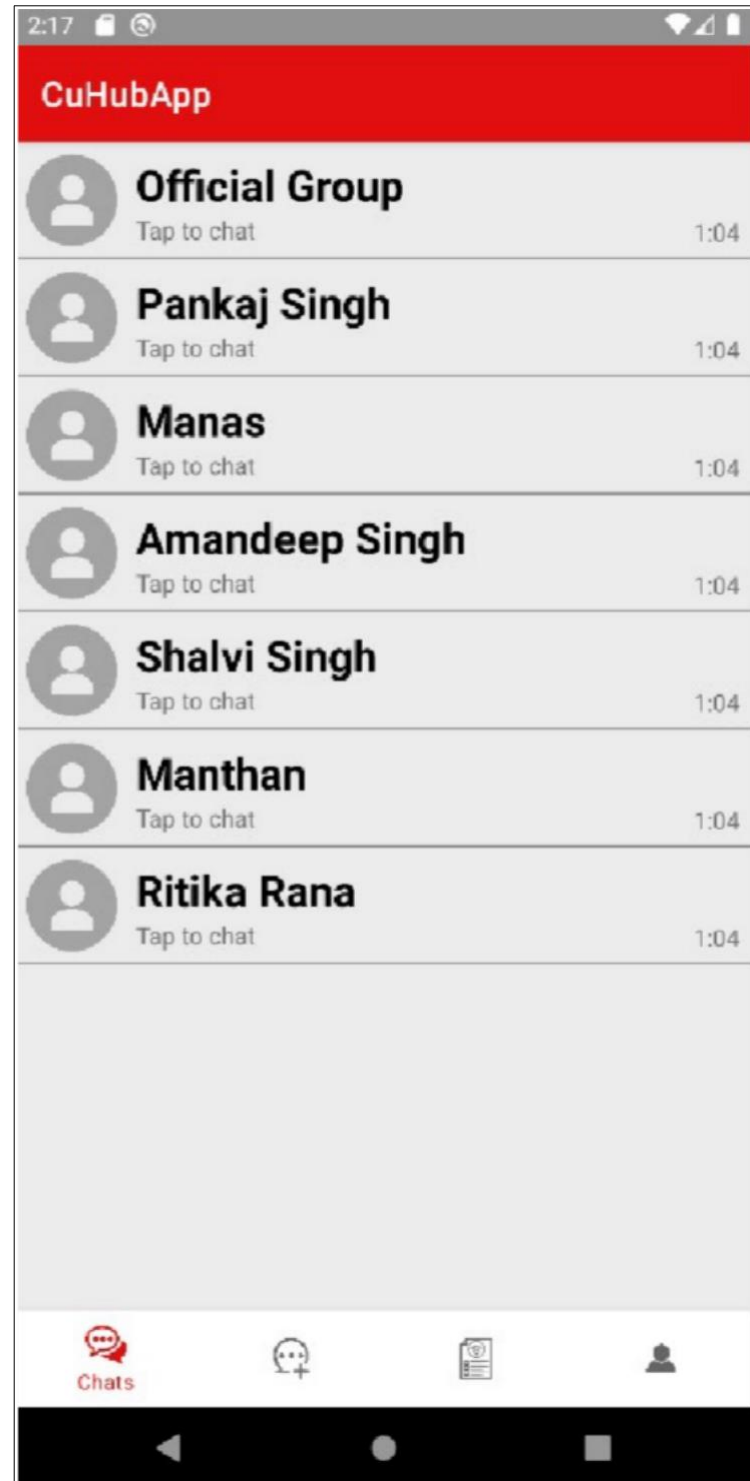 2:17
CuHubApp
Official Group
Tap to chat
1:04
Pankaj Singh
Tap to chat
1:04
Manas
Tap to chat
1:04
Amandeep Singh
Tap to chat
1:04
Shalvi Singh
Tap to chat
1:04
Manthan
Tap to chat
1:04
Ritika Rana
Tap to chat
1:04
Chats